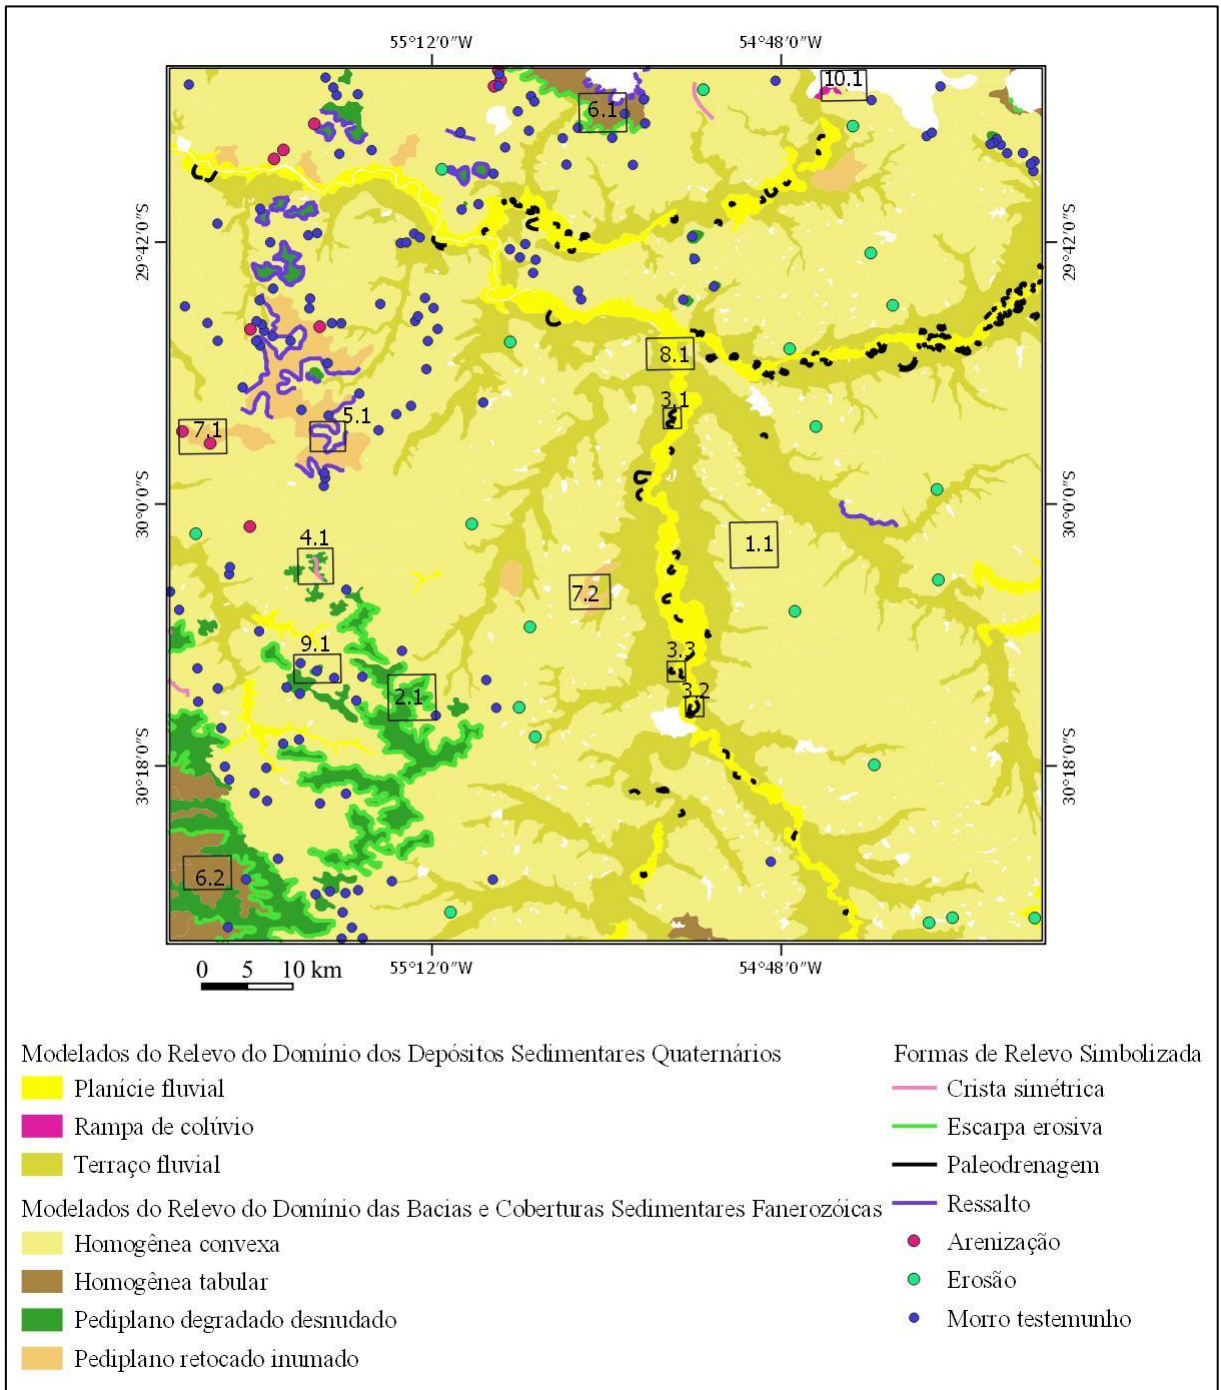 55°12'0"W 54°48'0"W
10.1
6.1
29°42'0"S 29°42'0"S
8.1
3.1
5.1
7.1
30°0'0"S 30°0'0"S
4.1
1.1
7.2
9.1
3.3
2.1
3.2
30°18'0"S 30°18'0"S
6.2
55°12'0"W 54°48'0"W
0 5 10 km
Modelados do Relevo do Domínio dos Depósitos Sedimentares Quaternários
Planície fluvial
Rampa de colúvio
Terraço fluvial
Modelados do Relevo do Domínio das Bacias e Coberturas Sedimentares Fanerozóicas
Homogênea convexa
Homogênea tabular
Pediplano degradado desnudado
Pediplano retocado inumado
Formas de Relevo Simbolizada
Crista simétrica
Escarpa erosiva
Paleodrenagem
Ressalto
Arenização
Erosão
Morro testemunho